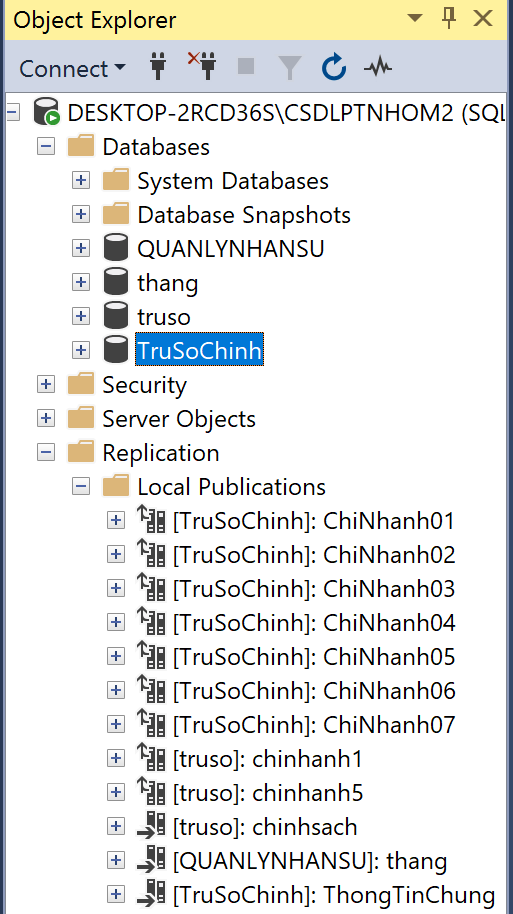 Object Explorer
Connect
DESKTOP-2RCD36S\CSDLPTNHOM2 (SQL
Databases
System Databases
Database Snapshots
QUANLYNHANSU
thang
truso
TruSoChinh
Security
Server Objects
Replication
Local Publications
[TruSoChinh]: ChiNhanh01
[TruSoChinh]: ChiNhanh02
[TruSoChinh]: ChiNhanh03
[TruSoChinh]: ChiNhanh04
[TruSoChinh]: ChiNhanh05
[TruSoChinh]: ChiNhanh06
[TruSoChinh]: ChiNhanh07
[truso]: chinhanh1
[truso]: chinhanh5
[truso]: chinhsach
[QUANLYNHANSU]: thang
[TruSoChinh]: ThongTinChung